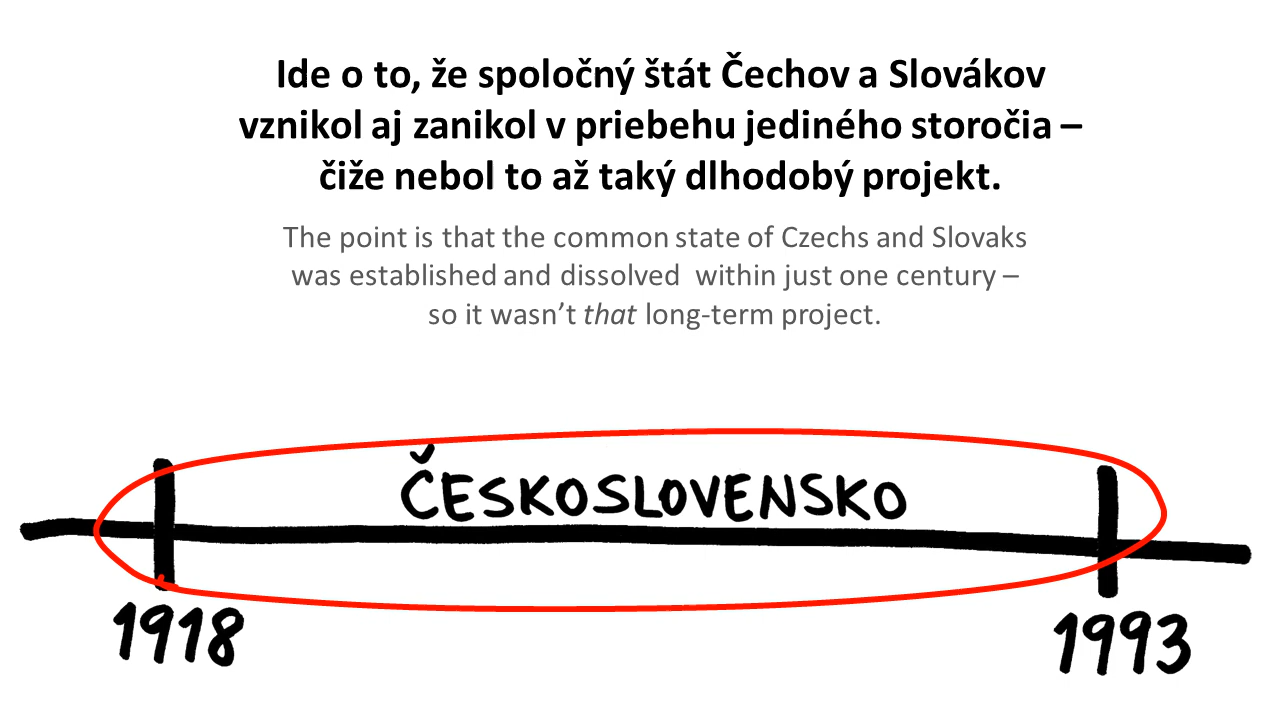 Ide o to, že spoločný štát Čechov a Slovákov
vznikol aj zanikol v priebehu jediného storočia –
čiže nebol to až taký dlhodobý projekt.
The point is that the common state of Czechs and Slovaks
was established and dissolved  within just one century –
so it wasn’t that long-term project.
ČESKOSLOVENSKO
1918
1993